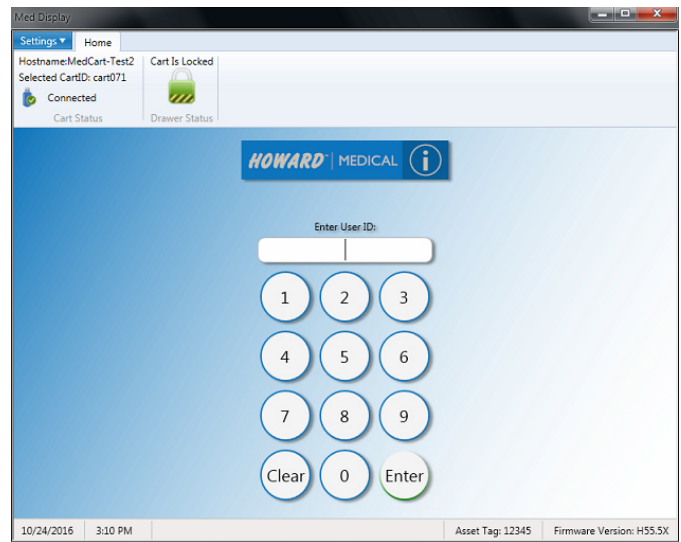 Med Display
Settings Home
Hostname:MedCart-Test2 Cart Is Locked
Selected CartID: cart071
Connected
Cart Status Drawer Status
HOWARD | MEDICAL i
Enter User ID:
1 2 3
4 5 6
7 8 9
Clear 0 Enter
10/24/2016 3:10 PM Asset Tag: 12345 Firmware Version: H55.5X